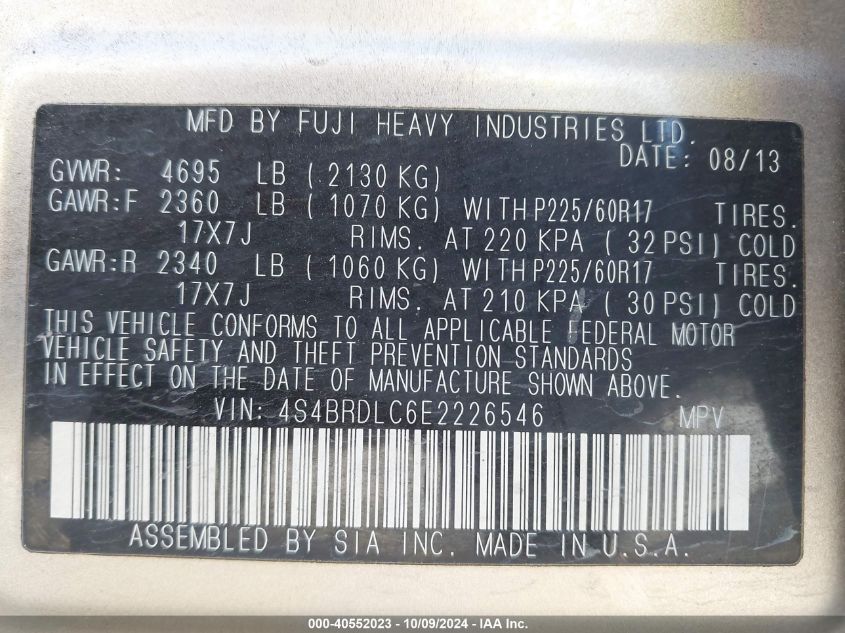 MFD BY FUJI HEAVY INDUSTRIES LTD.
DATE: 08/13
GVWR: 4695 LB ( 2130 KG)
GAWR:F 2360 LB ( 1070 KG) WITH P225/60R17 TIRES.
17X7J RIMS. AT 220 KPA ( 32 PSI) COLD
GAWR:R 2340 LB ( 1060 KG) WITH P225/60R17 TIRES.
17X7J RIMS. AT 210 KPA ( 30 PSI) COLD
THIS VEHICLE CONFORMS TO ALL APPLICABLE FEDERAL MOTOR
VEHICLE SAFETY AND THEFT PREVENTION STANDARDS
IN EFFECT ON THE DATE OF MANUFACTURE SHOWN ABOVE.
VIN: 4S4BRDLC6E2226546 MPV
ASSEMBLED BY SIA INC. MADE IN U.S.A.
000-40552023 - 10/09/2024 - IAA Inc.